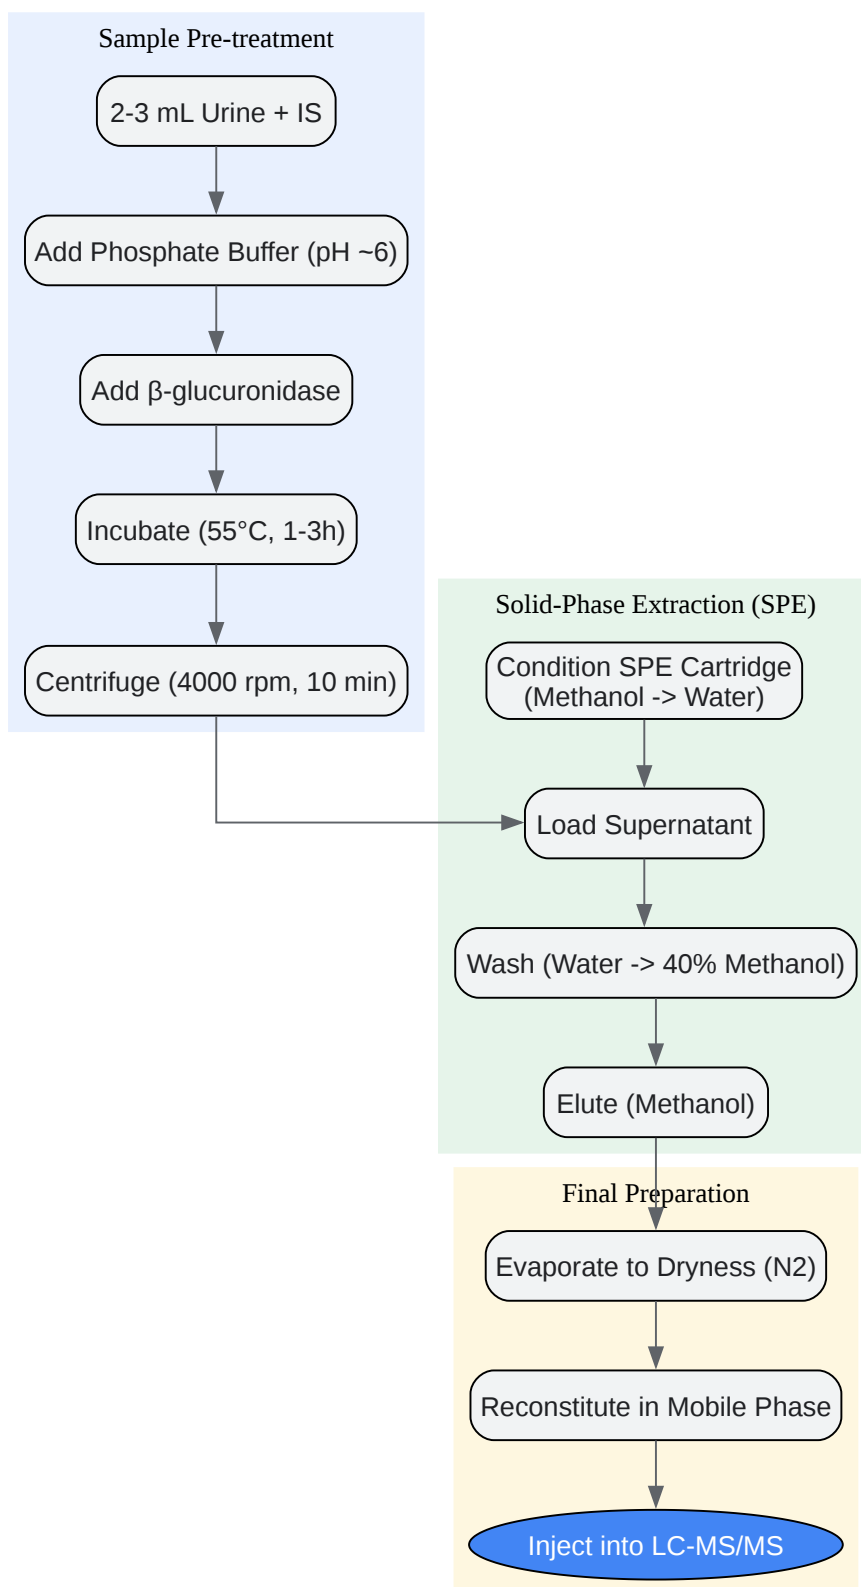 Sample Pre-treatment
2-3 mL Urine + IS
Add Phosphate Buffer (pH ~6)
Add β-glucuronidase
Incubate (55°C, 1-3h)
Centrifuge (4000 rpm, 10 min)
Solid-Phase Extraction (SPE)
Condition SPE Cartridge
(Methanol -> Water)
Load Supernatant
Wash (Water -> 40% Methanol)
Elute (Methanol)
Final Preparation
Evaporate to Dryness (N2)
Reconstitute in Mobile Phase
Inject into LC-MS/MS